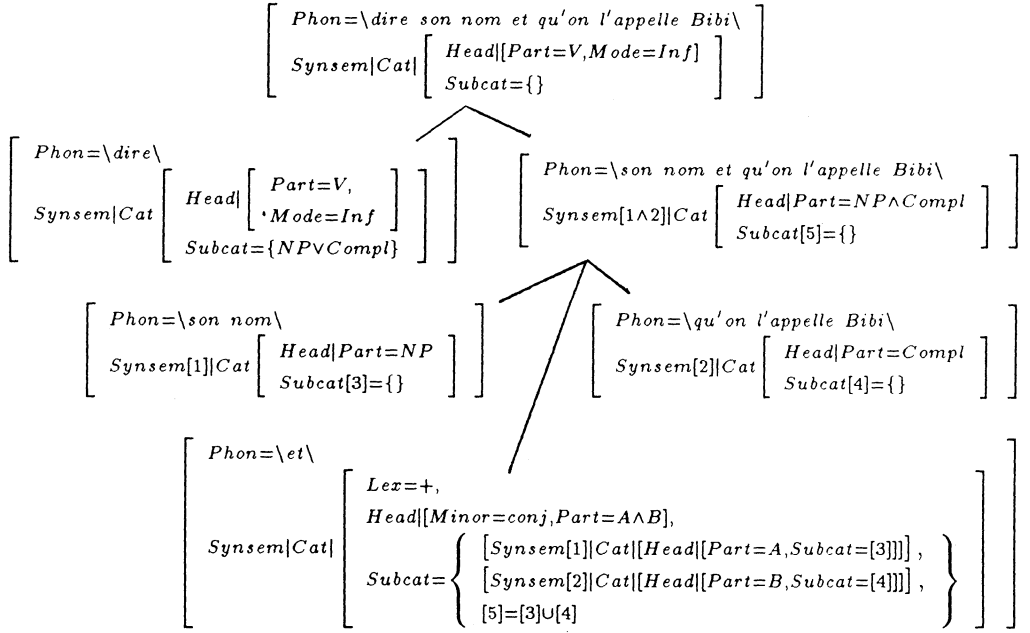 Phon=\dire son nom et qu'on l'appelle Bibi\
Synsem|Cat|
Head|[Part=V,Mode=Inf]
Subcat={}
Phon=\dire\
Synsem|Cat
Head|
Part=V,
Mode=Inf
Subcat={NP∨Compl}
Phon=\son nom et qu'on l'appelle Bibi\
Synsem[1∧2]|Cat
Head|Part=NP∧Compl
Subcat[5]={}
Phon=\son nom\
Synsem[1]|Cat
Head|Part=NP
Subcat[3]={}
Phon=\qu'on l'appelle Bibi\
Synsem[2]|Cat
Head|Part=Compl
Subcat[4]={}
Phon=\et\
Synsem|Cat|
Lex=+,
Head|[Minor=conj,Part=A∧B],
Subcat=
[Synsem[1]|Cat|[Head|[Part=A,Subcat=[3]]]] ,
[Synsem[2]|Cat|[Head|[Part=B,Subcat=[4]]]] ,
[5]=[3]∪[4]